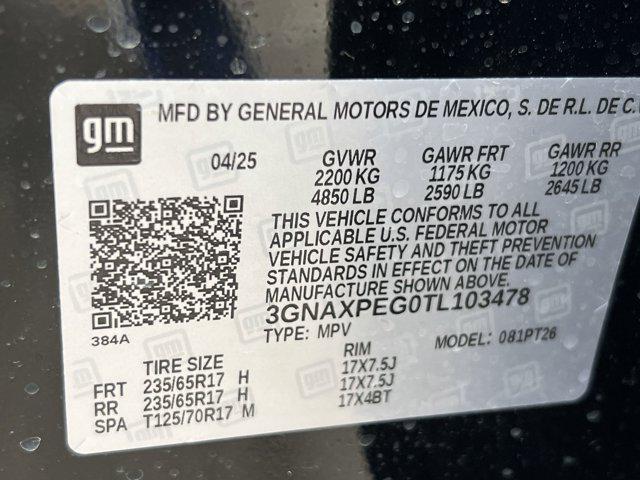 gm
MFD BY GENERAL MOTORS DE MEXICO, S. DE R.L. DE C.
04/25 GVWR GAWR FRT GAWR RR
2200 KG 1175 KG 1200 KG
4850 LB 2590 LB 2645 LB
THIS VEHICLE CONFORMS TO ALL
APPLICABLE U.S. FEDERAL MOTOR
VEHICLE SAFETY AND THEFT PREVENTION
STANDARDS IN EFFECT ON THE DATE OF
MANUFACTURE SHOWN ABOVE.
3GNAXPEG0TL103478
384A
TYPE: MPV MODEL: 081PT26
TIRE SIZE RIM
FRT 235/65R17 H 17X7.5J
RR 235/65R17 H 17X7.5J
SPA T125/70R17 M 17X4BT